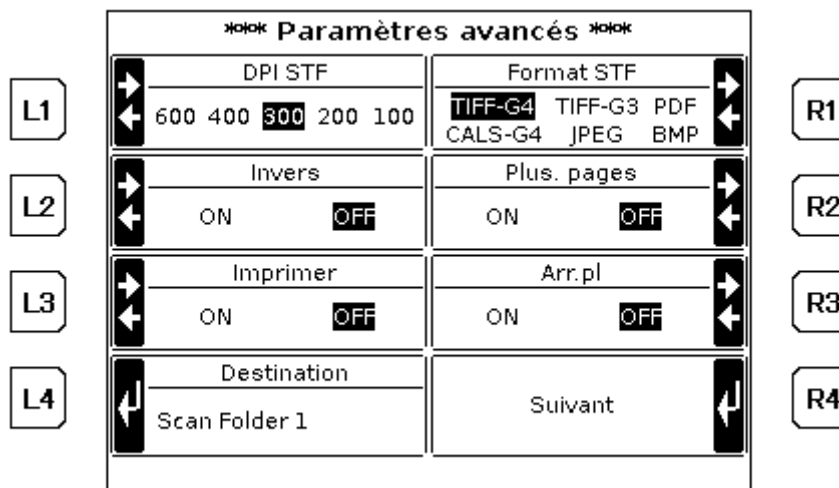 **** Paramètres avancés ****
L1
DPI STF
600 400 300 200 100
Format STF
TIFF-G4 TIFF-G3 PDF
CALS-G4 JPEG BMP
R1
L2
Invers
ON OFF
Plus. pages
ON OFF
R2
L3
Imprimer
ON OFF
Arr.pl
ON OFF
R3
L4
Destination
Scan Folder 1
Suivant
R4